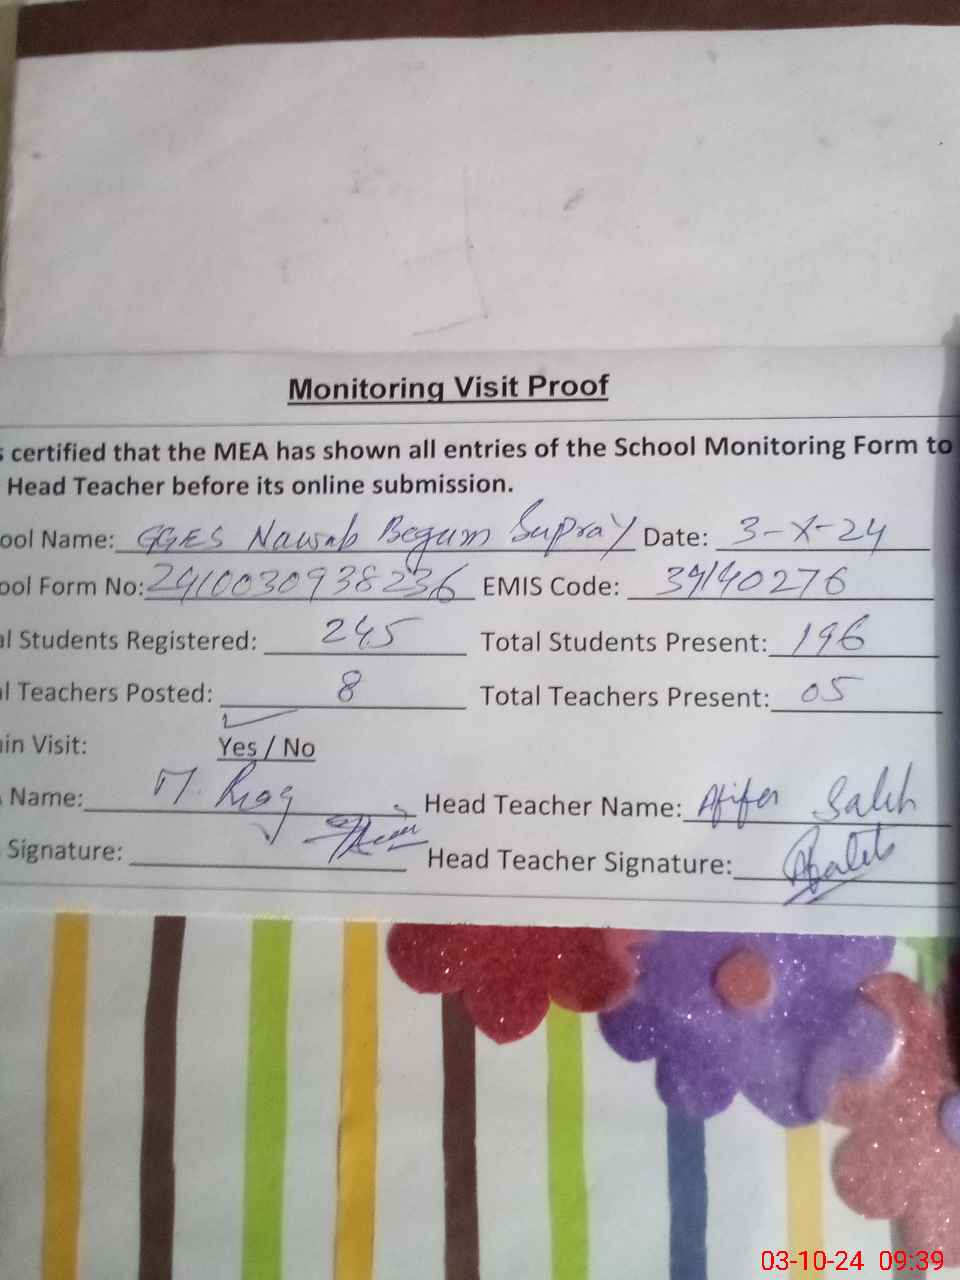 Monitoring Visit Proof
s certified that the MEA has shown all entries of the School Monitoring Form to
Head Teacher before its online submission.
ool Name: GGES Nawab Begum Supray Date: 3-X-24
ool Form No: 2410030938236 EMIS Code: 39140276
al Students Registered: 245 Total Students Present: 196
al Teachers Posted: 8 Total Teachers Present: 05
in Visit: Yes / No
Name: M. Head Teacher Name: Afifa Saleh
Signature: Head Teacher Signature:
03-10-24 09:39